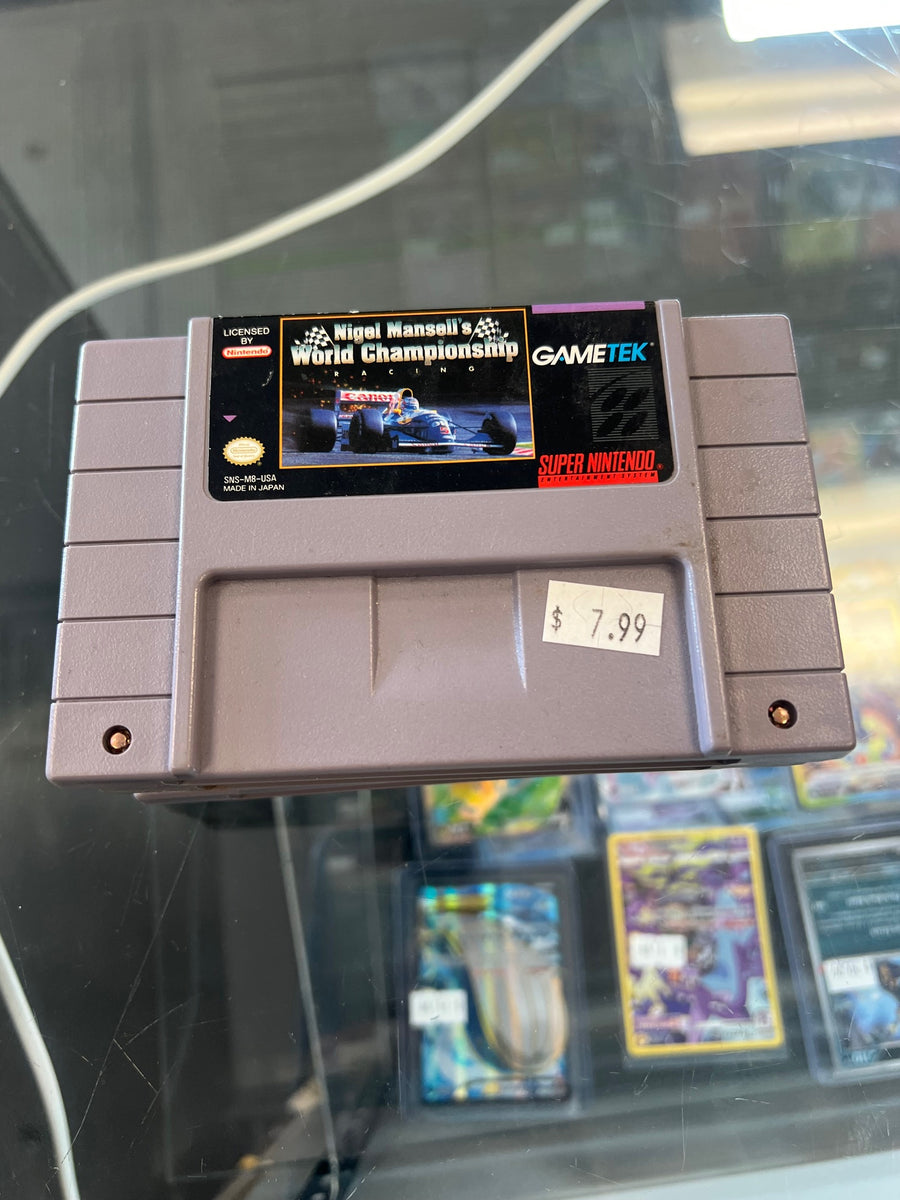 LICENSED
BY
Nintendo
Nigel Mansell's
World Championship
RACING
Canon
GAMETEK
SNS-M8-USA
MADE IN JAPAN
SUPER NINTENDO
ENTERTAINMENT SYSTEM
$ 7.99